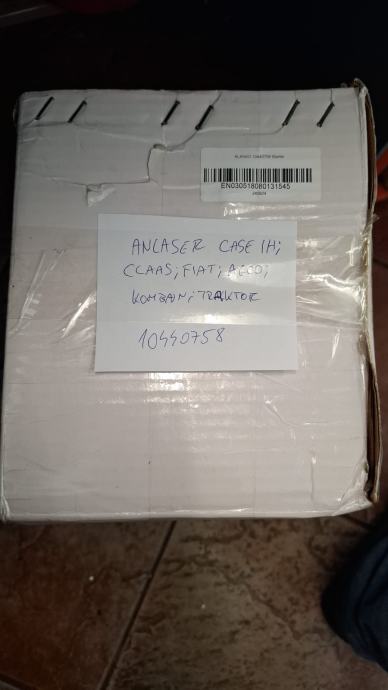 EN030518080131545
ANLASER CASE IH;
CLAAS; FIAT; AGCO;
KOMBAJN; TRAKTOR
10440758